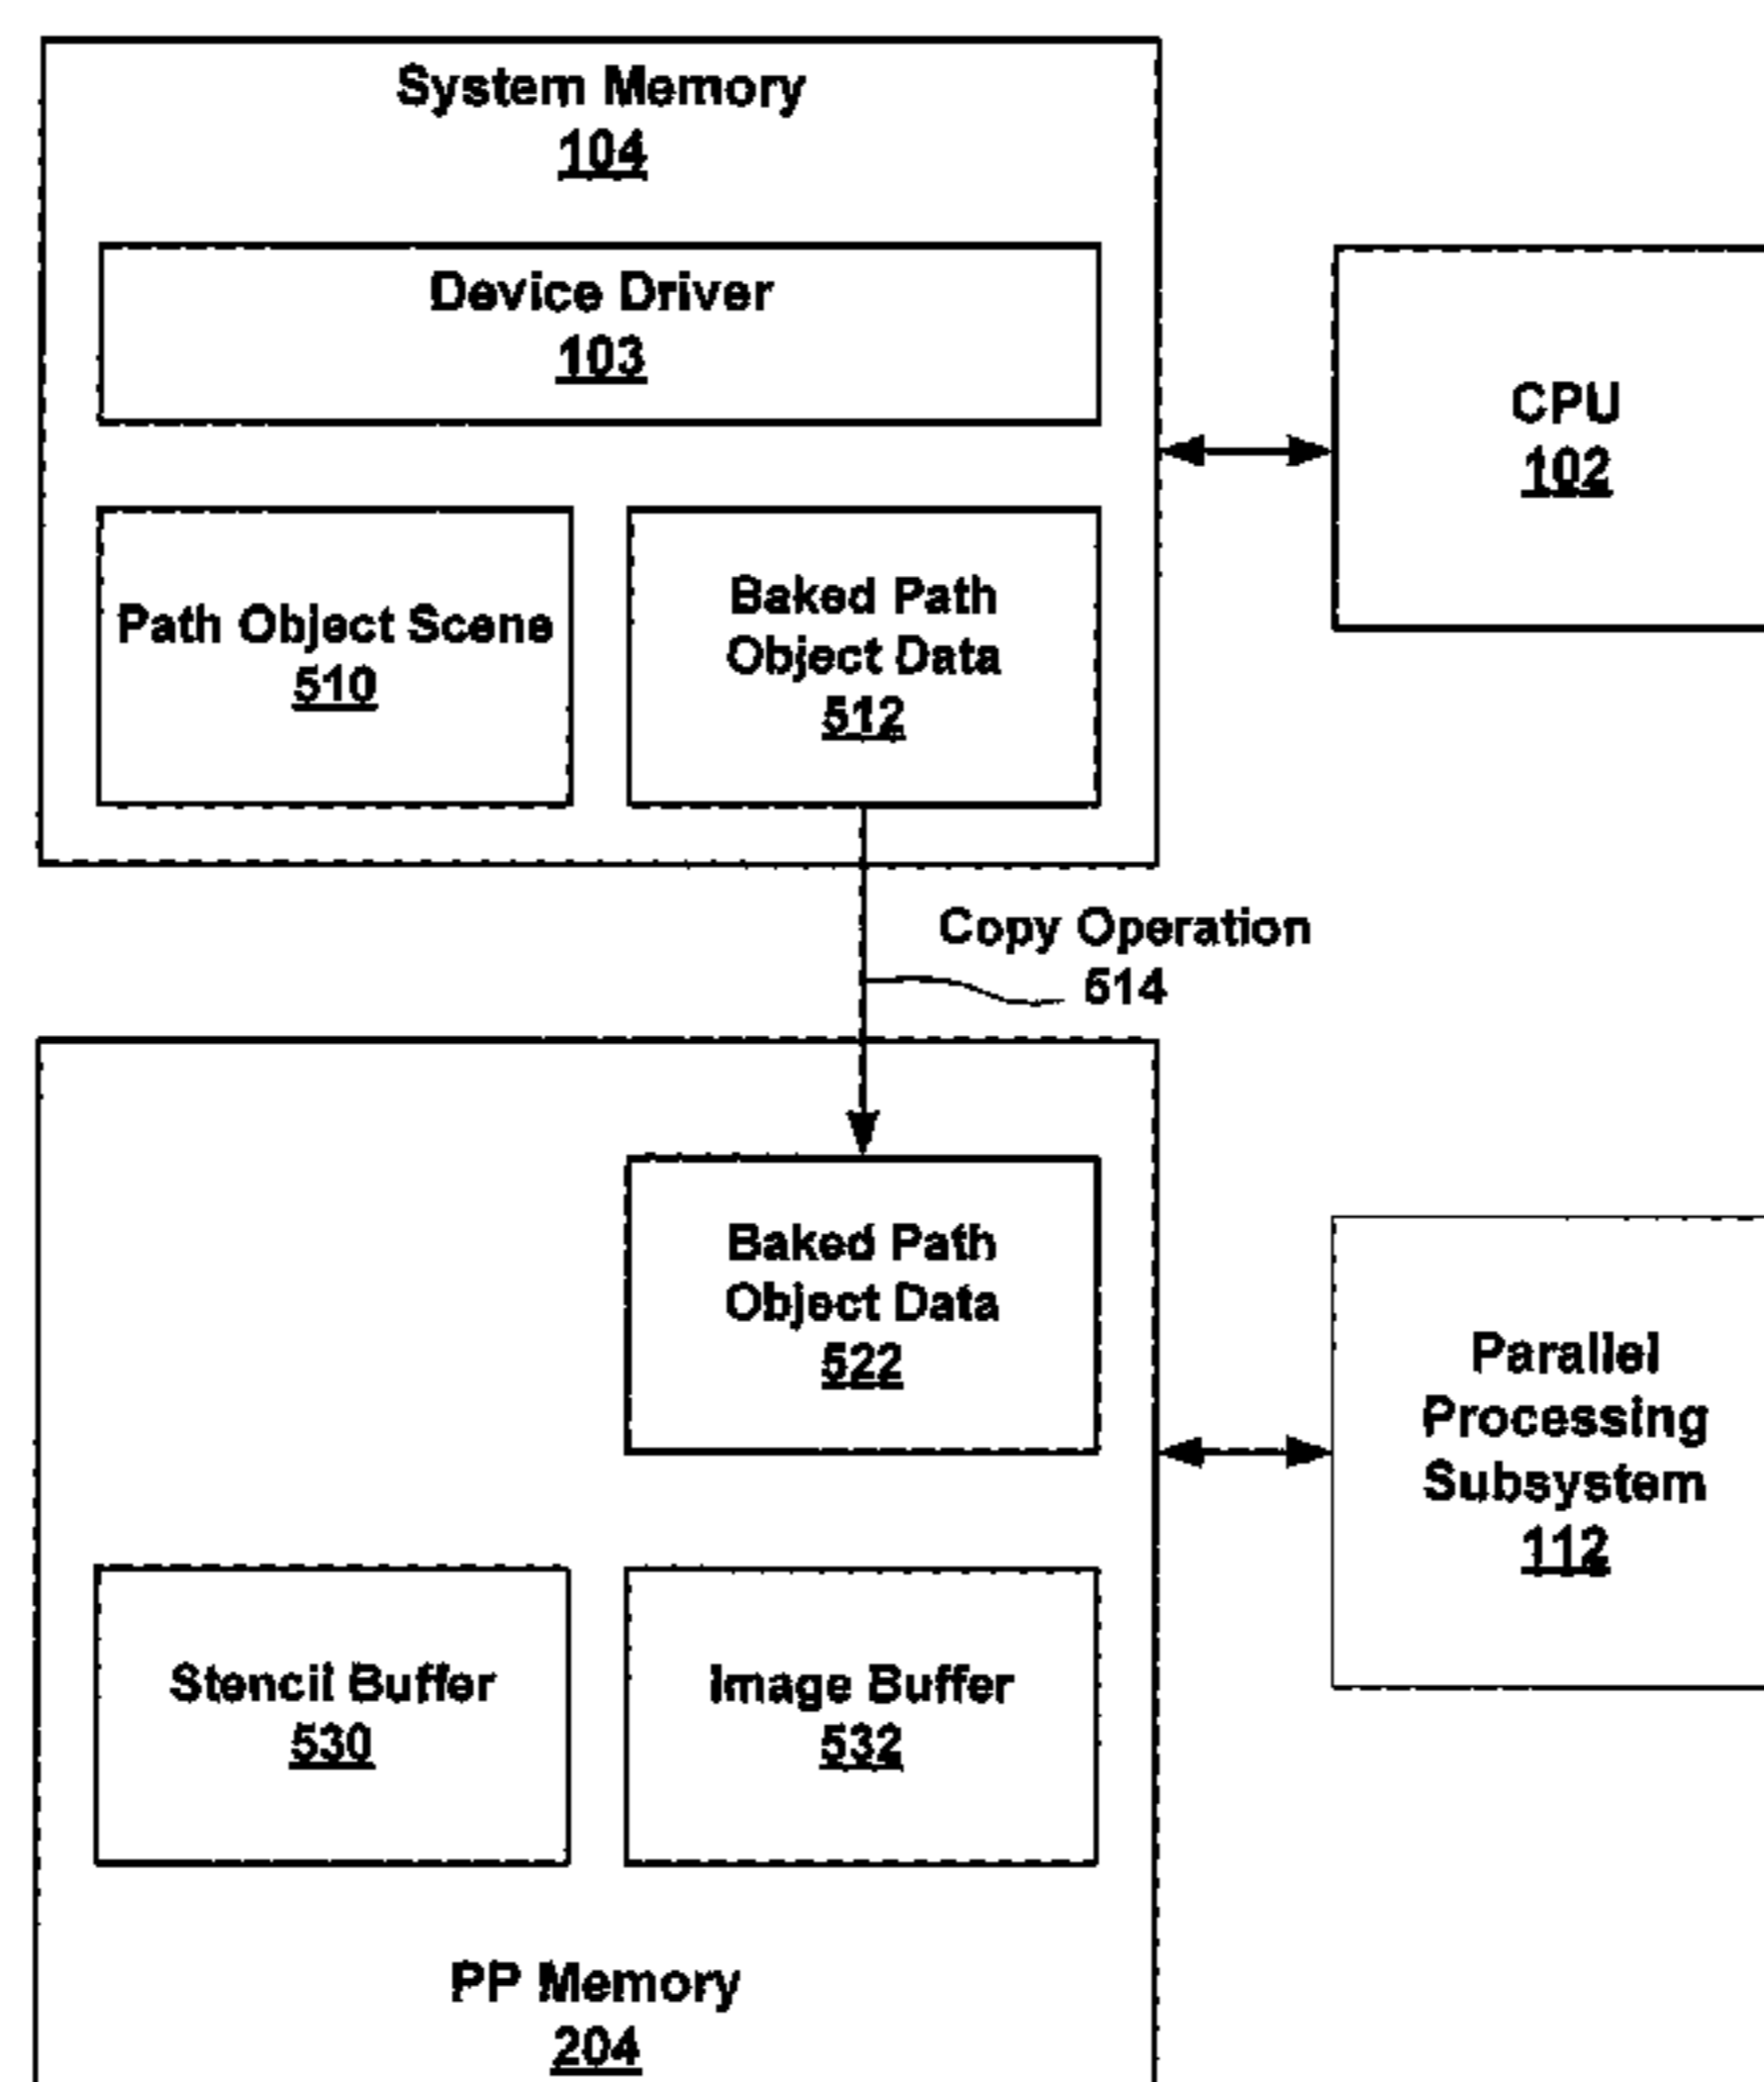 System Memory
104
Device Driver
103
CPU
102
Path Object Scene
510
Baked Path
Object Data
512
Copy Operation
514
Baked Path
Object Data
522
Parallel
Processing
Subsystem
112
Stencil Buffer
530
Image Buffer
532
PP Memory
204